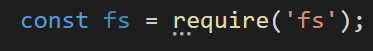 const fs = require('fs');